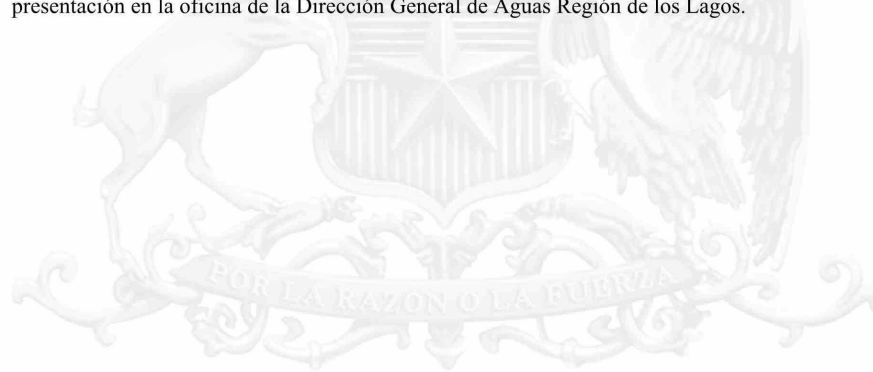 presentación en la oficina de la Dirección General de Aguas Región de los Lagos.
POR LA RAZON O LA FUERZA